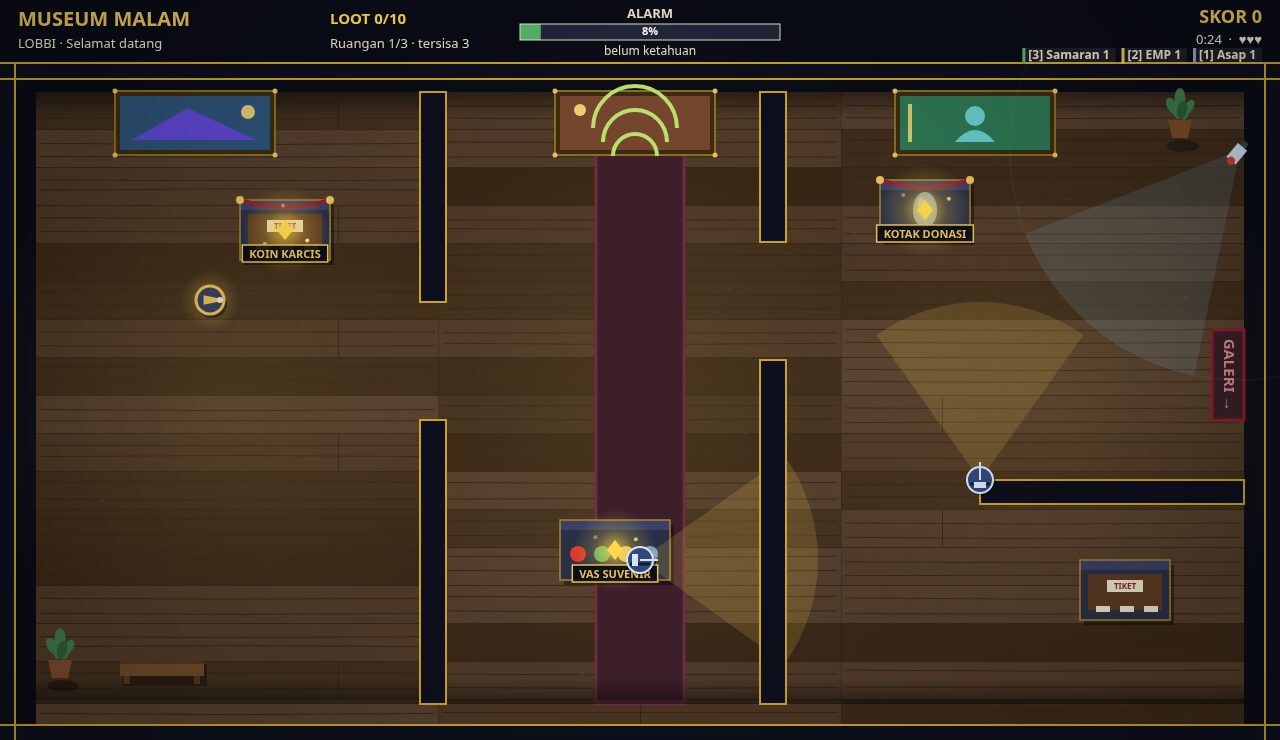 MUSEUM MALAM
LOBBI · Selamat datang
LOOT 0/10
Ruangan 1/3 · tersisa 3
ALARM
8%
belum ketahuan
SKOR 0
0:24 · ♥♥♥
[3] Samaran 1
[2] EMP 1
[1] Asap 1
KOIN KARCIS
KOTAK DONASI
GALERI →
VAS SUVENIR
TIKET